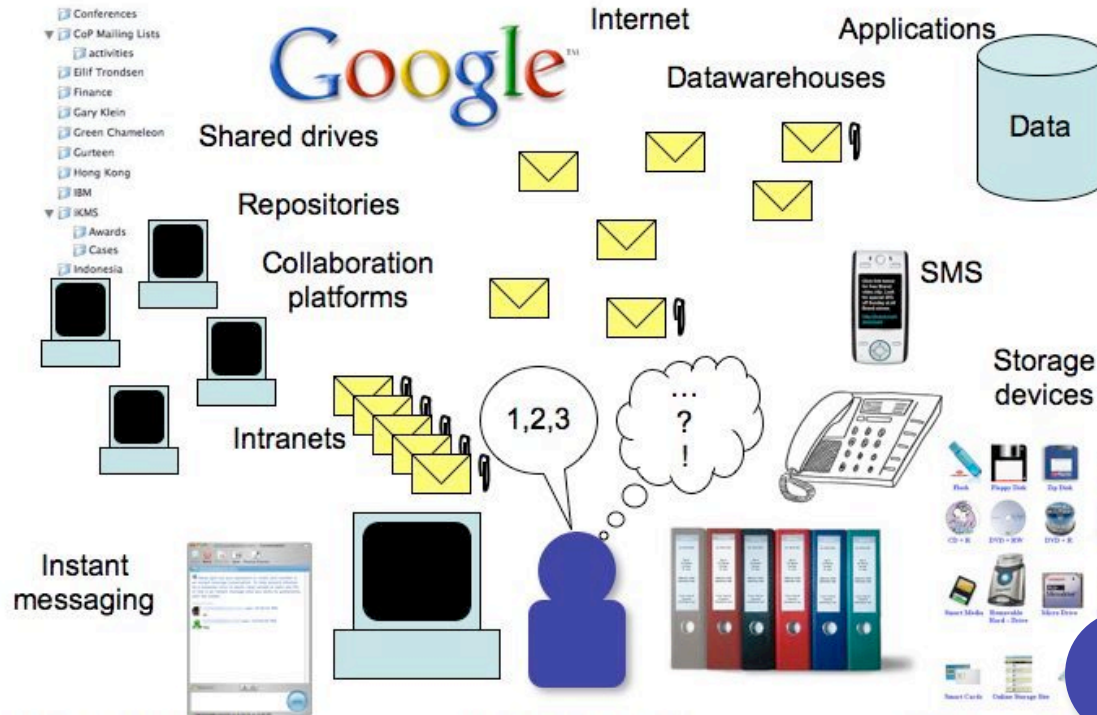 Conferences
CoP Mailing Lists
activities
Eilif Trondsen
Finance
Gary Klein
Green Chameleon
Gurteen
Hong Kong
IBM
iKMS
Awards
Cases
Indonesia
Google™
Internet
Applications
Datawarehouses
Data
Shared drives
Repositories
Collaboration
platforms
SMS
Storage
devices
Intranets
1,2,3
...
?
!
Instant
messaging
Flash
Floppy Disk
Zip Disk
CD + R
DVD + RW
DVD + R
Smart Media
Removable
Hard - Drive
Micro Drive
Smart Cards
Online Storage Site